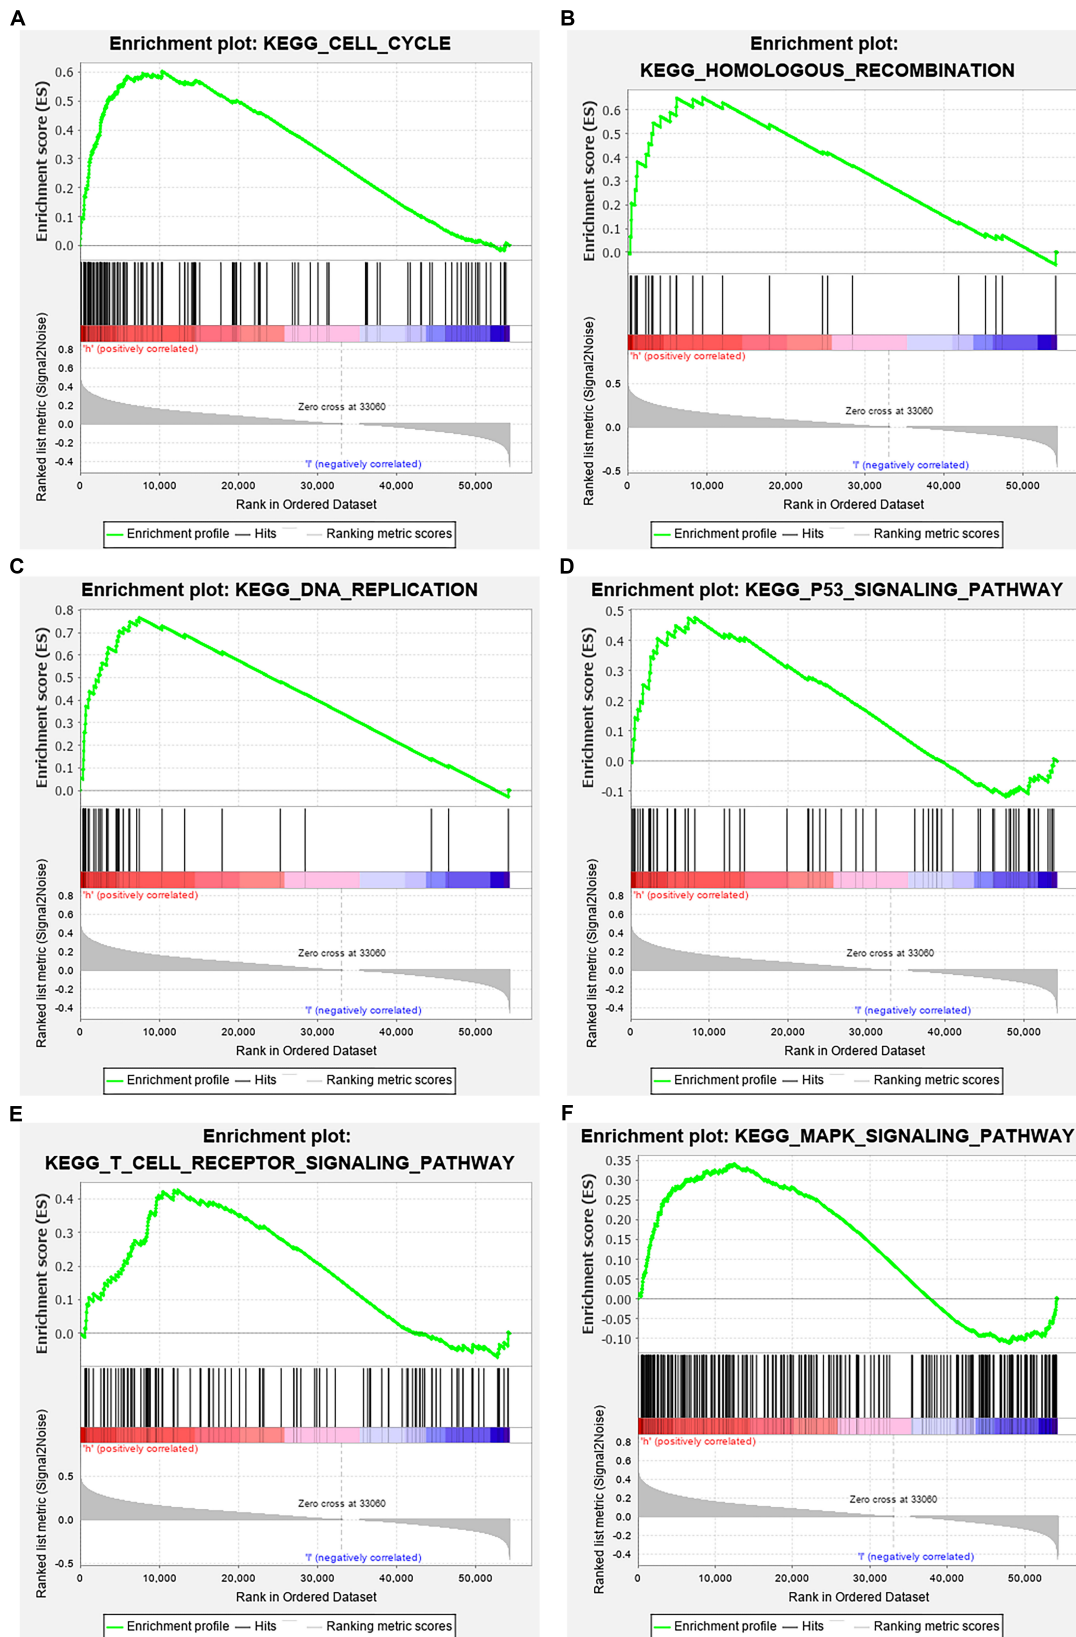 A
Enrichment plot: KEGG_CELL_CYCLE
Enrichment score (ES)
0.6
0.5
0.4
0.3
0.2
0.1
0.0
Ranked list metric (Signal2Noise)
'h' (positively correlated)
0.8
0.6
0.4
0.2
0.0
-0.2
-0.4
Zero cross at 33060
'l' (negatively correlated)
0 10,000 20,000 30,000 40,000 50,000
Rank in Ordered Dataset
Enrichment profile Hits Ranking metric scores
B
Enrichment plot:
KEGG_HOMOLOGOUS_RECOMBINATION
Enrichment score (ES)
0.6
0.5
0.4
0.3
0.2
0.1
0.0
Ranked list metric (Signal2Noise)
'h' (positively correlated)
0.5
0.0
-0.5
Zero cross at 33060
'l' (negatively correlated)
0 10,000 20,000 30,000 40,000 50,000
Rank in Ordered Dataset
Enrichment profile Hits Ranking metric scores
C
Enrichment plot: KEGG_DNA_REPLICATION
Enrichment score (ES)
0.8
0.7
0.6
0.5
0.4
0.3
0.2
0.1
0.0
Ranked list metric (Signal2Noise)
'h' (positively correlated)
0.8
0.6
0.4
0.2
0.0
-0.2
-0.4
Zero cross at 33060
'l' (negatively correlated)
0 10,000 20,000 30,000 40,000 50,000
Rank in Ordered Dataset
Enrichment profile Hits Ranking metric scores
D
Enrichment plot: KEGG_P53_SIGNALING_PATHWAY
Enrichment score (ES)
0.5
0.4
0.3
0.2
0.1
0.0
-0.1
Ranked list metric (Signal2Noise)
'h' (positively correlated)
0.8
0.6
0.4
0.2
0.0
-0.2
-0.4
Zero cross at 33060
'l' (negatively correlated)
0 10,000 20,000 30,000 40,000 50,000
Rank in Ordered Dataset
Enrichment profile Hits Ranking metric scores
E
Enrichment plot:
KEGG_T_CELL_RECEPTOR_SIGNALING_PATHWAY
Enrichment score (ES)
0.4
0.3
0.2
0.1
0.0
Ranked list metric (Signal2Noise)
'h' (positively correlated)
0.5
0.0
-0.5
Zero cross at 33060
'l' (negatively correlated)
0 10,000 20,000 30,000 40,000 50,000
Rank in Ordered Dataset
Enrichment profile Hits Ranking metric scores
F
Enrichment plot: KEGG_MAPK_SIGNALING_PATHWAY
Enrichment score (ES)
0.35
0.30
0.25
0.20
0.15
0.10
0.05
0.00
-0.05
-0.10
Ranked list metric (Signal2Noise)
'h' (positively correlated)
0.8
0.6
0.4
0.2
0.0
-0.2
-0.4
Zero cross at 33060
'l' (negatively correlated)
0 10,000 20,000 30,000 40,000 50,000
Rank in Ordered Dataset
Enrichment profile Hits Ranking metric scores